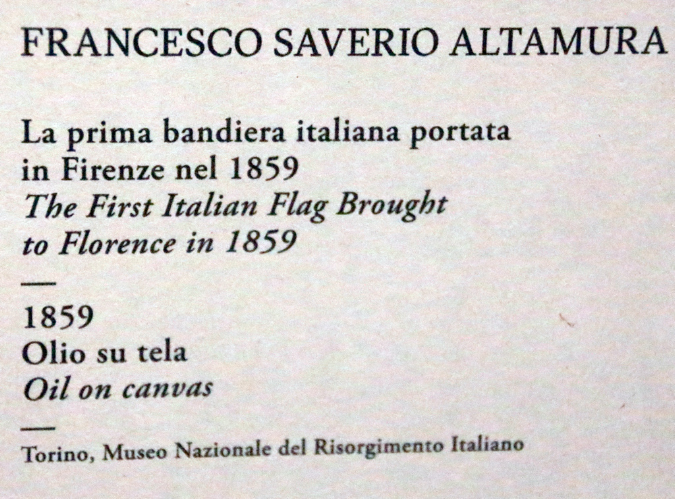 FRANCESCO SAVERIO ALTAMURA
La prima bandiera italiana portata
in Firenze nel 1859
The First Italian Flag Brought
to Florence in 1859
1859
Olio su tela
Oil on canvas
Torino, Museo Nazionale del Risorgimento Italiano